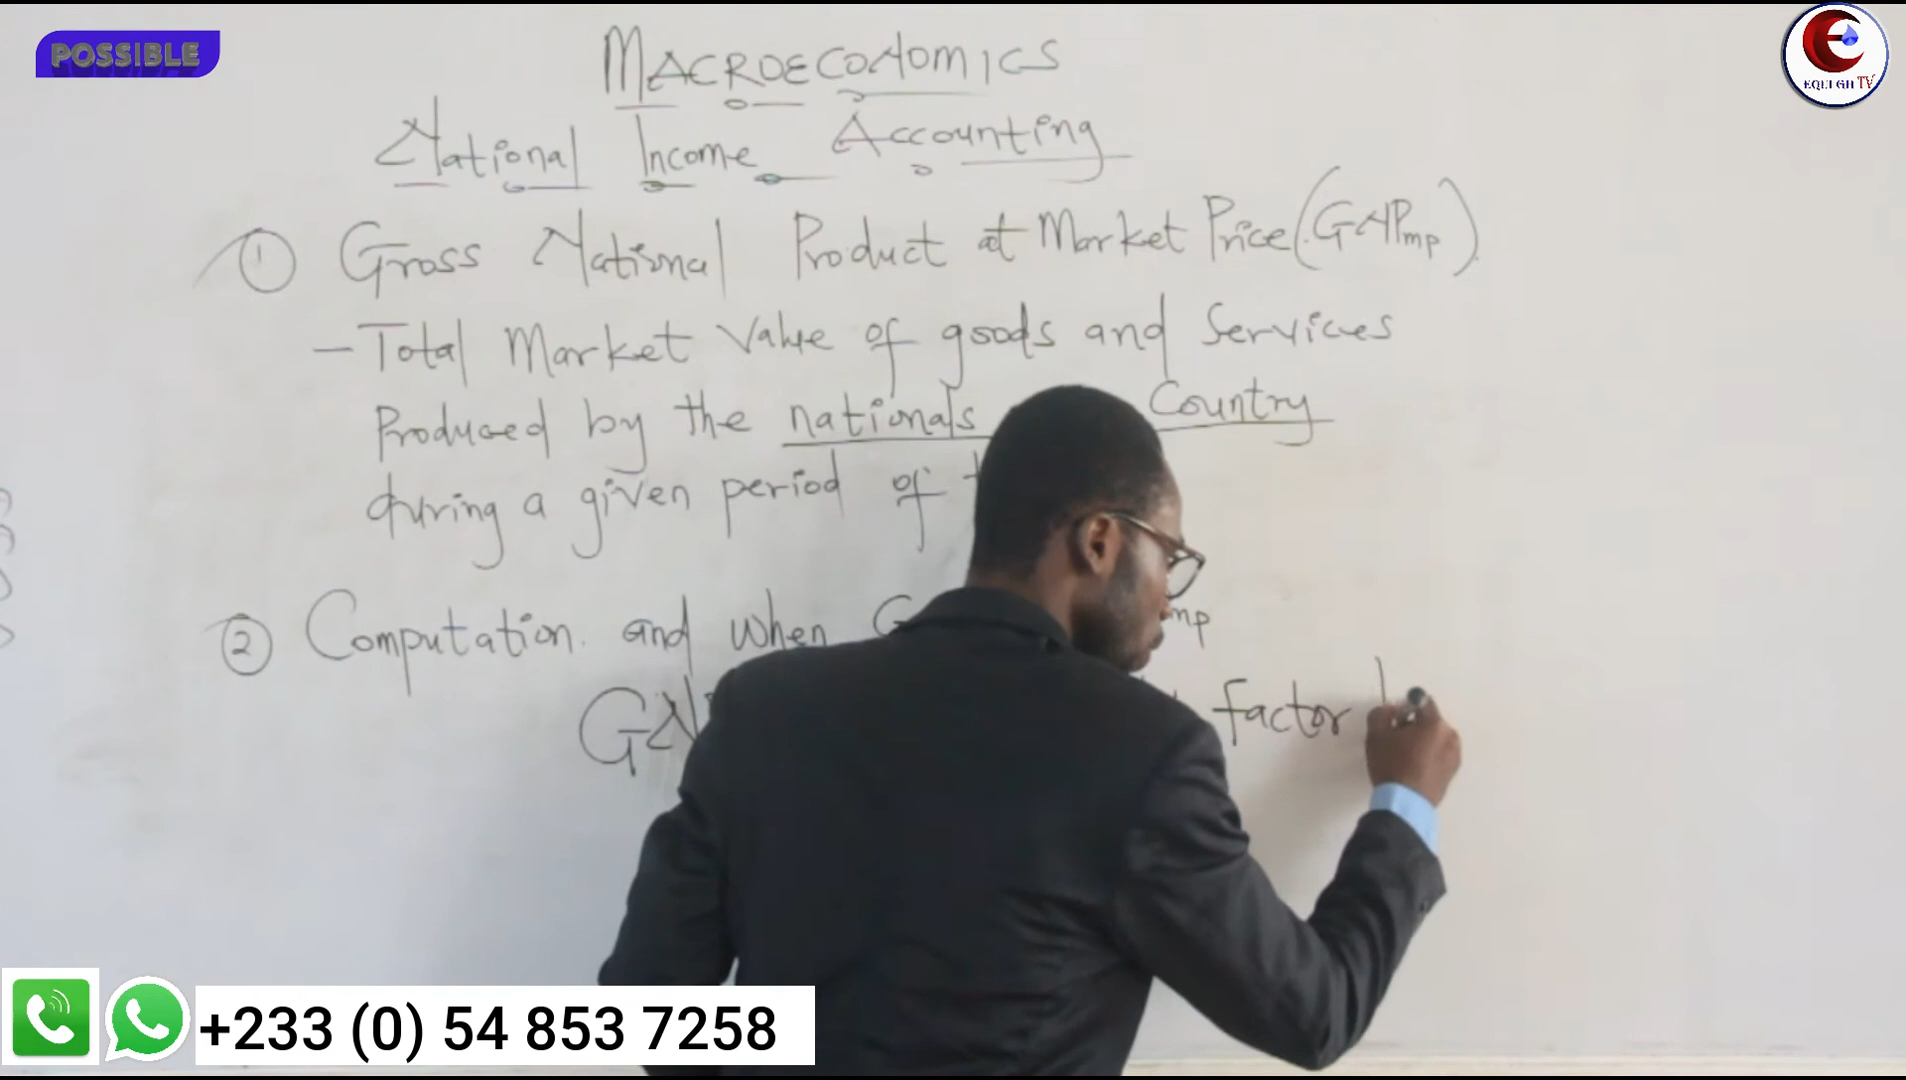 POSSIBLE
EQUI GH TV
MACROECONOMICS
National Income Accounting
① Gross National Product at Market Price (GNPmp).
- Total Market Value of goods and Services
Produced by the nationals Country
during a given period of
② Computation and when mp
factor
+233 (0) 54 853 7258